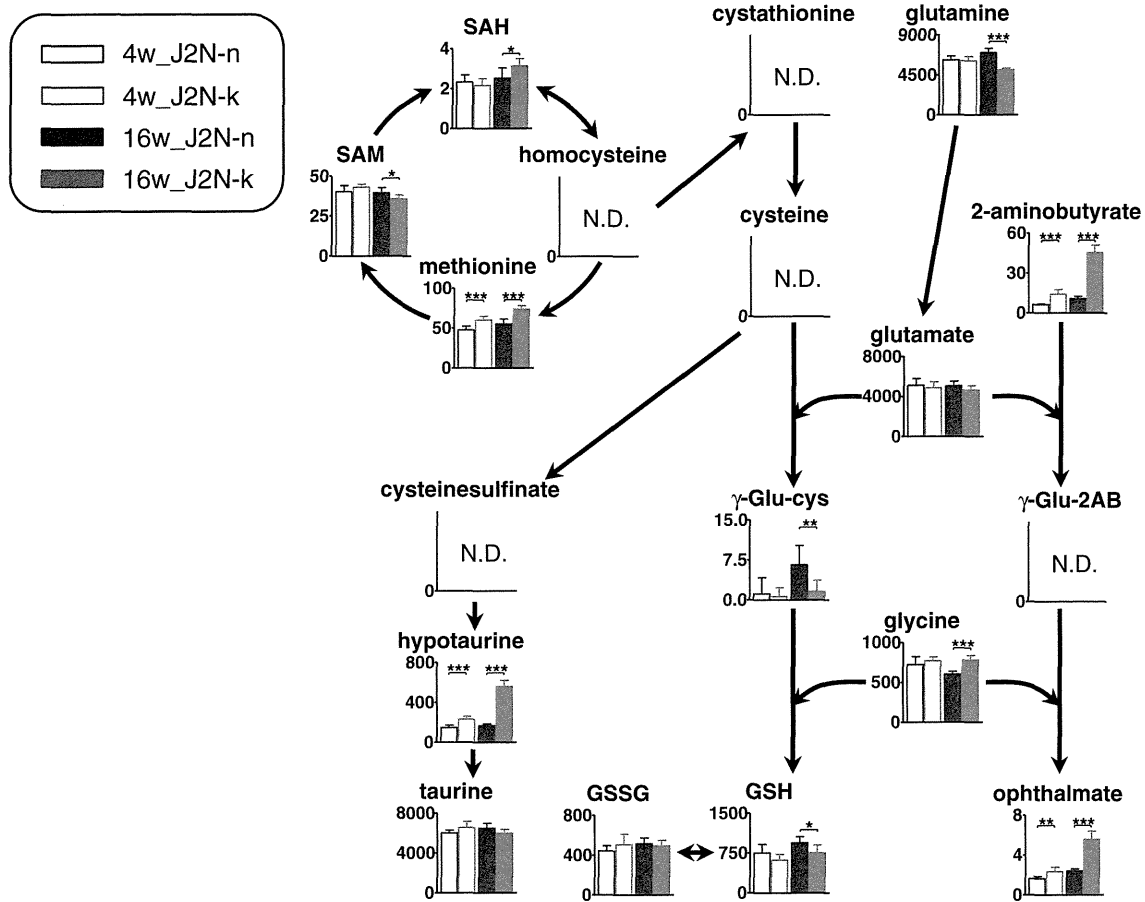 4w_J2N-n
4w_J2N-k
16w_J2N-n
16w_J2N-k
SAH
4
2
0
*
cystathionine
N.D.
0
glutamine
9000
4500
0
***
SAM
50
25
0
*
homocysteine
N.D.
0
methionine
100
50
0
*** ***
cysteine
N.D.
0
2-aminobutyrate
60
30
0
*** ***
glutamate
8000
4000
0
cysteinesulfinate
N.D.
0
γ-Glu-cys
15.0
7.5
0.0
**
γ-Glu-2AB
N.D.
0
hypotaurine
800
400
0
*** ***
glycine
1000
500
0
***
taurine
8000
4000
0
GSSG
800
400
0
GSH
1500
750
0
*
ophthalmate
8
4
0
** ***